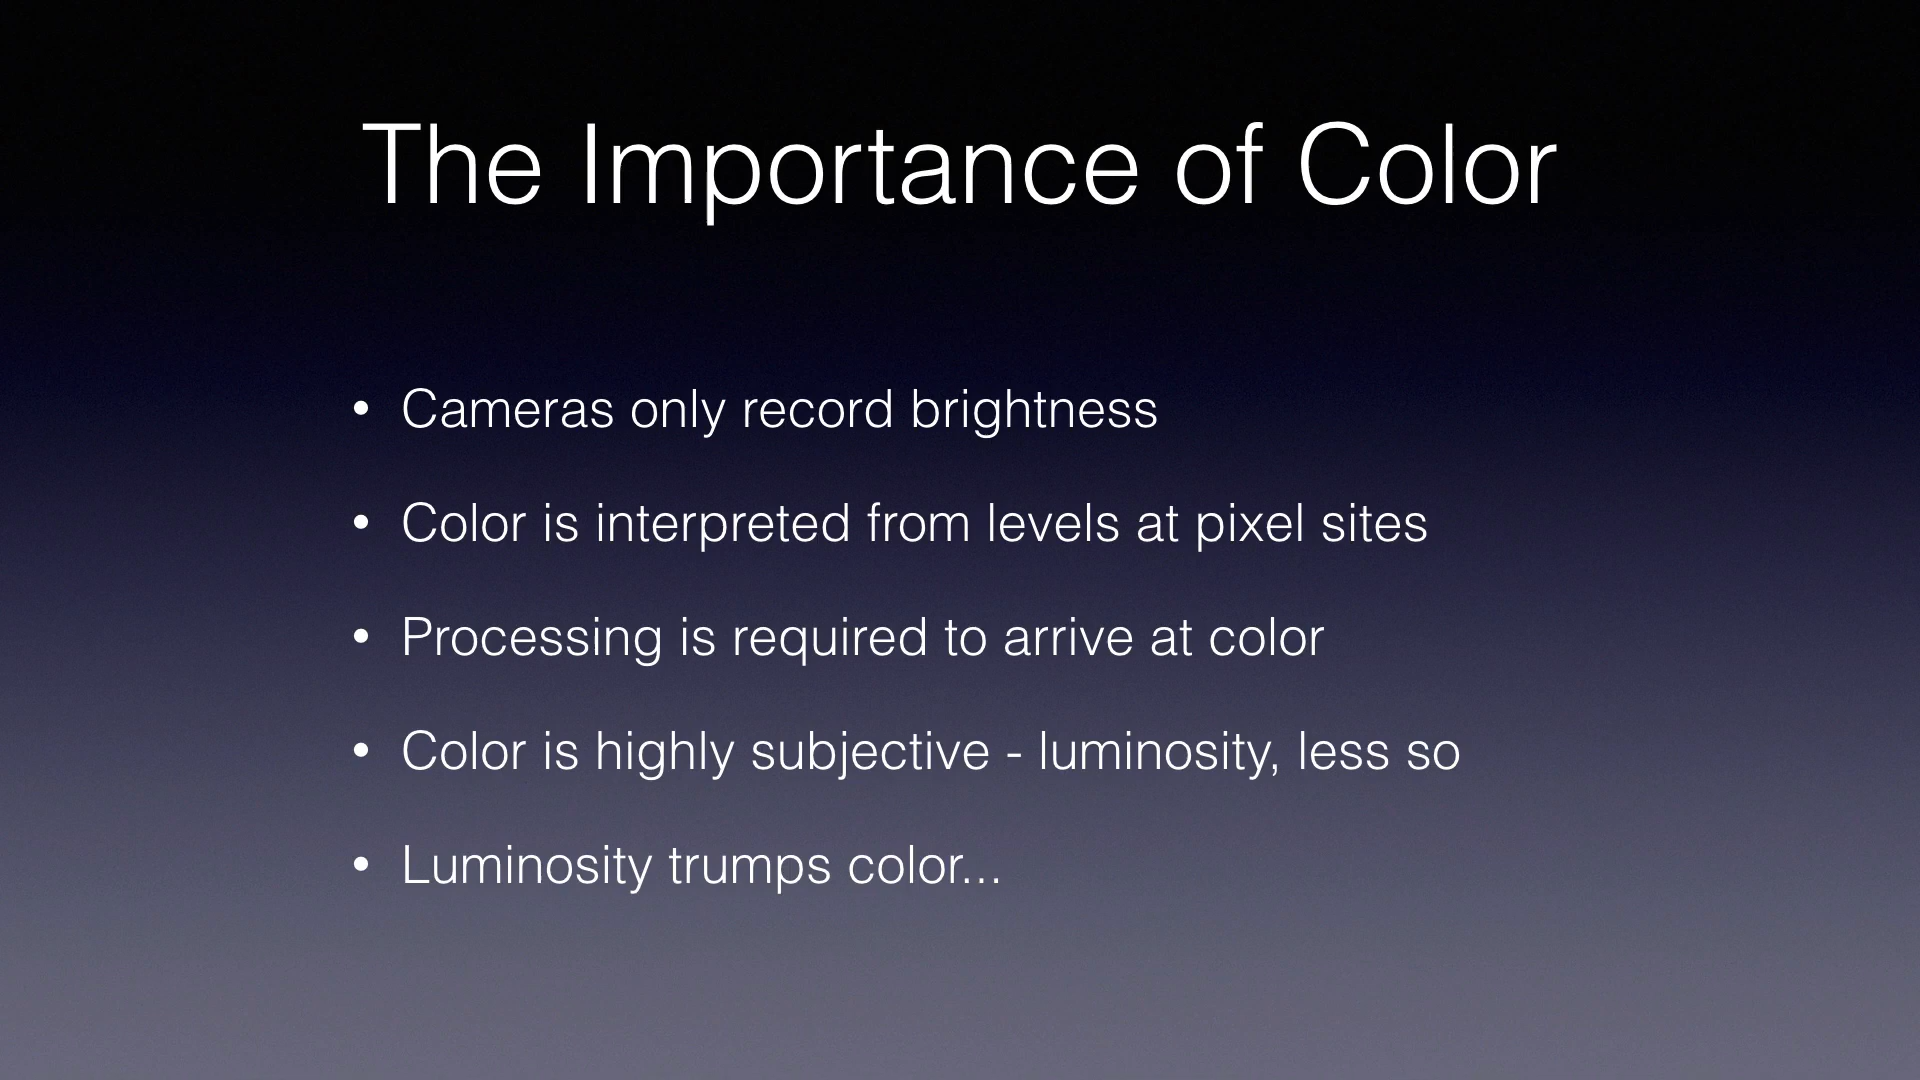 The Importance of Color
• Cameras only record brightness
• Color is interpreted from levels at pixel sites
• Processing is required to arrive at color
• Color is highly subjective - luminosity, less so
• Luminosity trumps color...